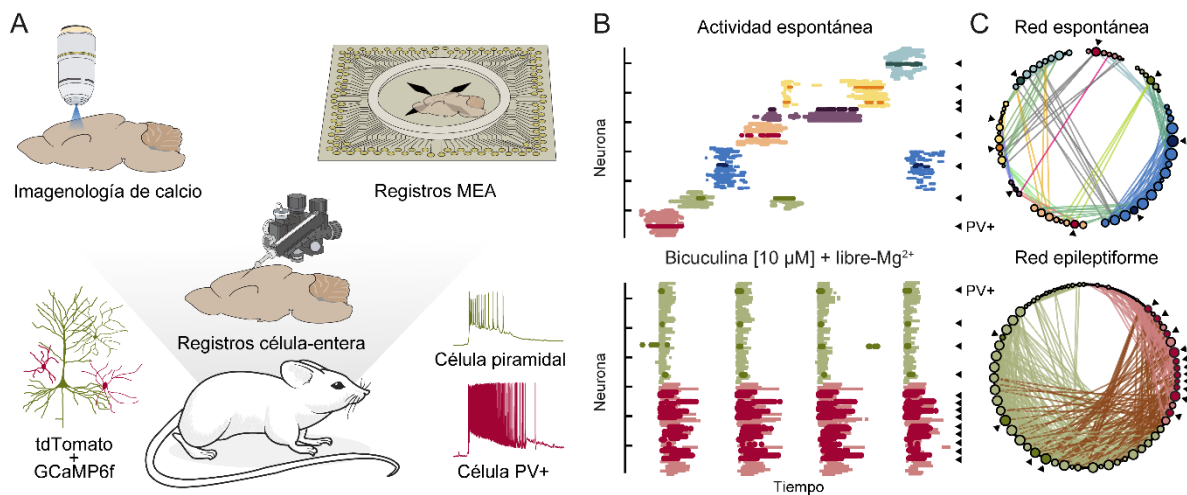 A
Imagenología de calcio
Registros MEA
Registros célula-entera
tdTomato
+
GCaMP6f
Célula piramidal
Célula PV+
B
Actividad espontánea
Neurona
PV+
Bicuculina [10 µM] + libre-Mg²⁺
PV+
Neurona
Tiempo
C
Red espontánea
Red epileptiforme